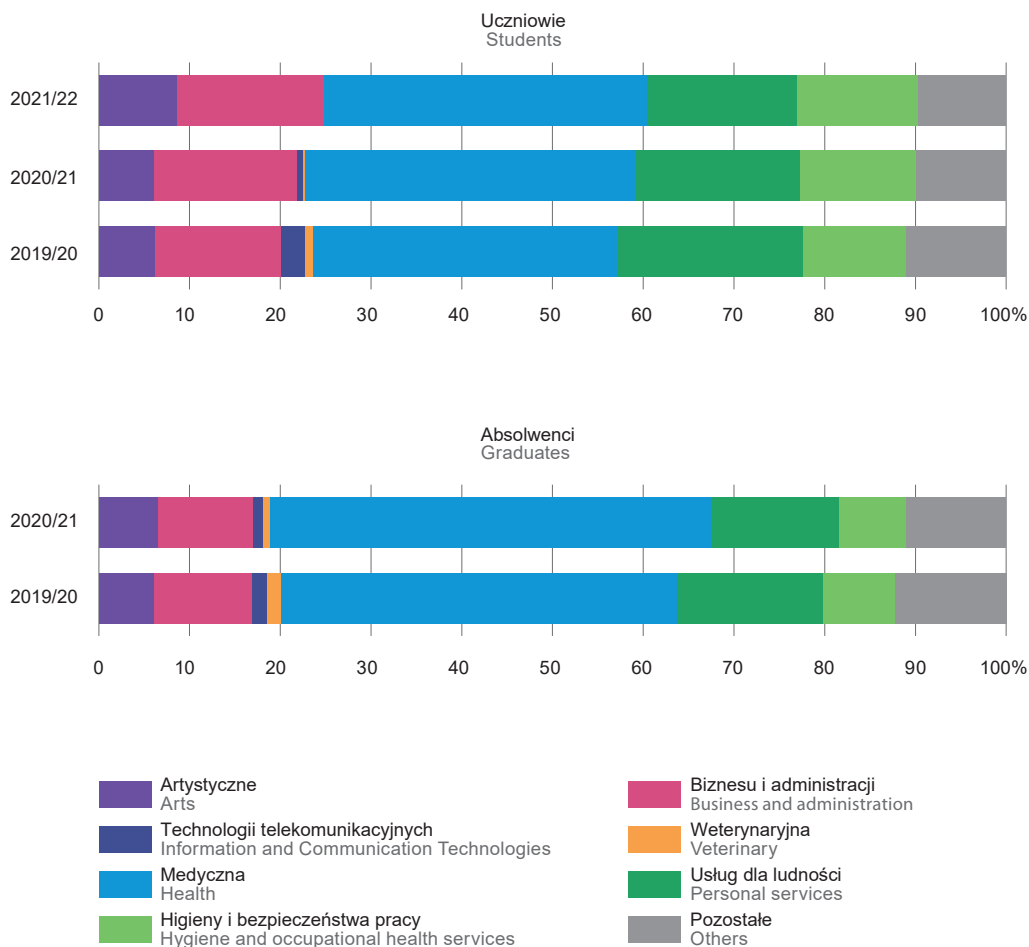 Uczniowie
Students
2021/22
2020/21
2019/20
0 10 20 30 40 50 60 70 80 90 100%
Absolwenci
Graduates
2020/21
2019/20
0 10 20 30 40 50 60 70 80 90 100%
Artystyczne
Arts
Biznesu i administracji
Business and administration
Technologii telekomunikacyjnych
Information and Communication Technologies
Weterynaryjna
Veterinary
Medyczna
Health
Usług dla ludności
Personal services
Higieny i bezpieczeństwa pracy
Hygiene and occupational health services
Pozostałe
Others